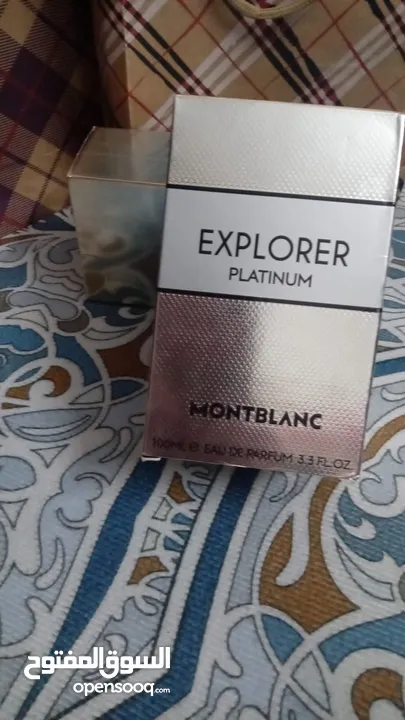 EXPLORER
PLATINUM
MONTBLANC
100ML ℮ EAU DE PARFUM 3.3 FL.OZ.
السوق المفتوح
opensooq.com